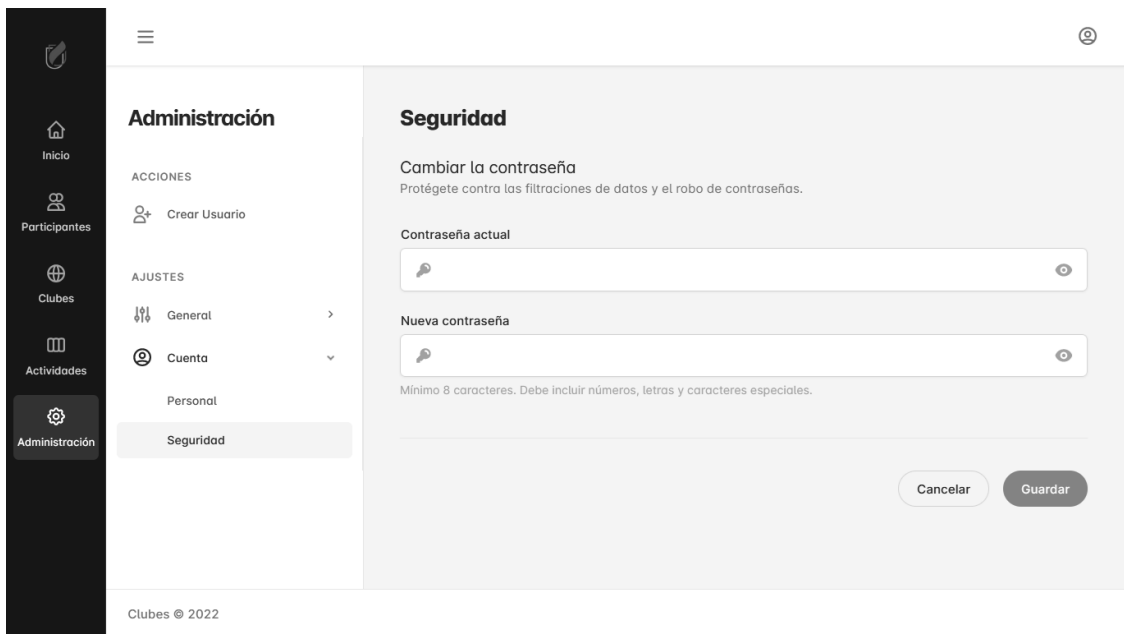 Inicio
Participantes
Clubes
Actividades
Administración
Administración
ACCIONES
Crear Usuario
AJUSTES
General
Cuenta
Personal
Seguridad
Seguridad
Cambiar la contraseña
Protégete contra las filtraciones de datos y el robo de contraseñas.
Contraseña actual
Nueva contraseña
Mínimo 8 caracteres. Debe incluir números, letras y caracteres especiales.
Cancelar
Guardar
Clubes © 2022